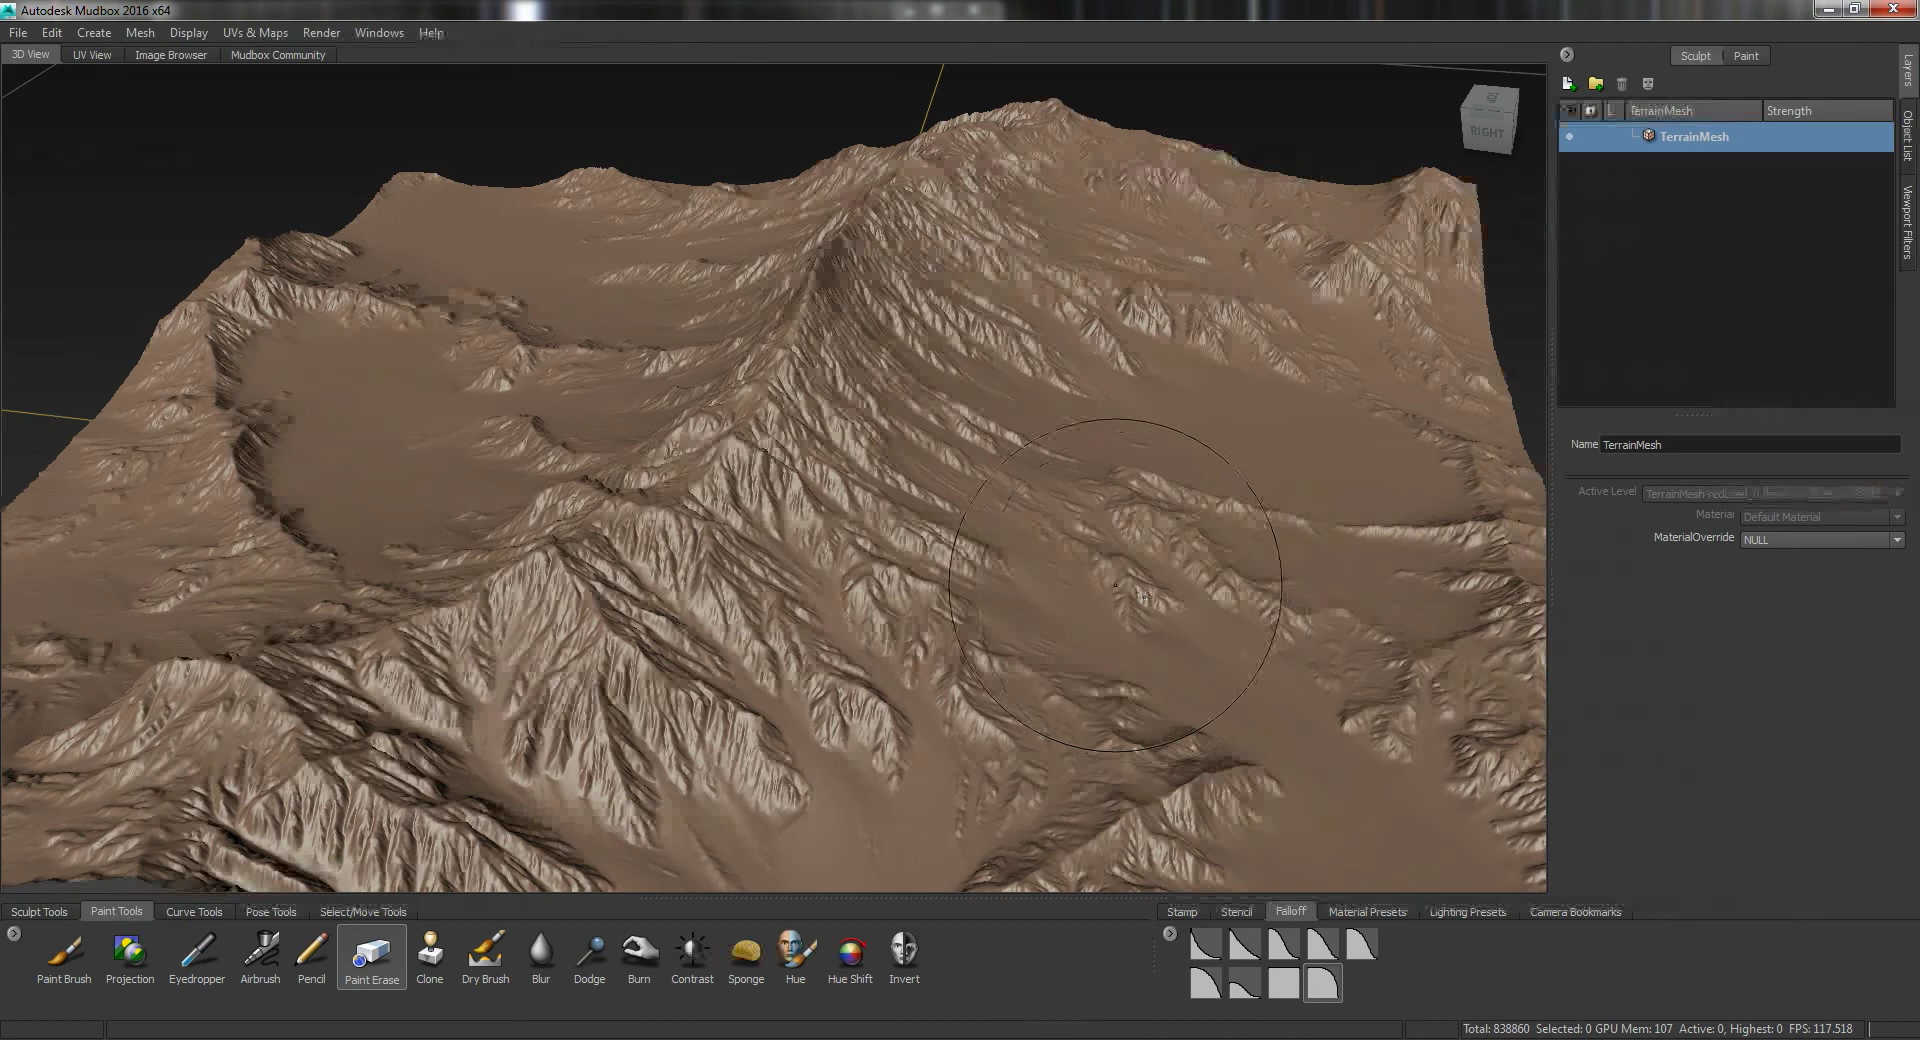 Autodesk Mudbox 2016 x64
File Edit Create Mesh Display UVs & Maps Render Windows Help
3D View UV View Image Browser Mudbox Community
Sculpt Paint
Layers
Object List
Viewport Filters
RIGHT
TerrainMesh Strength
TerrainMesh
Name TerrainMesh
Active Level
Material Default Material
MaterialOverride NULL
Sculpt Tools Paint Tools Curve Tools Pose Tools Select/Move Tools
Stamp Stencil Falloff Material Presets Lighting Presets Camera Bookmarks
Paint Brush Projection Eyedropper Airbrush Pencil Paint Erase Clone Dry Brush Blur Dodge Burn Contrast Sponge Hue Hue Shift Invert
Total: 838860 Selected: 0 GPU Mem: 107 Active: 0, Highest: 0 FPS: 117.518